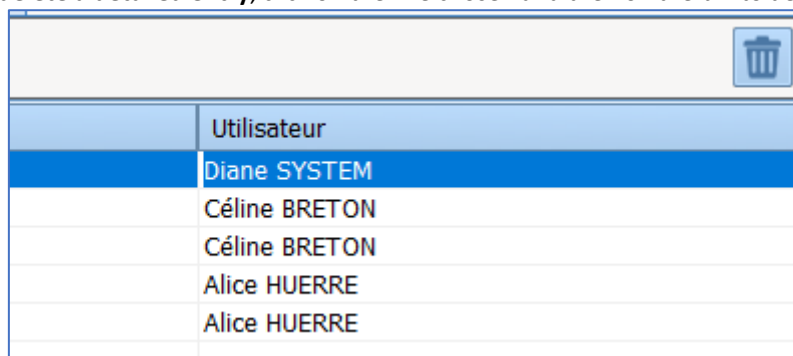 Utilisateur
Diane SYSTEM
Céline BRETON
Céline BRETON
Alice HUERRE
Alice HUERRE